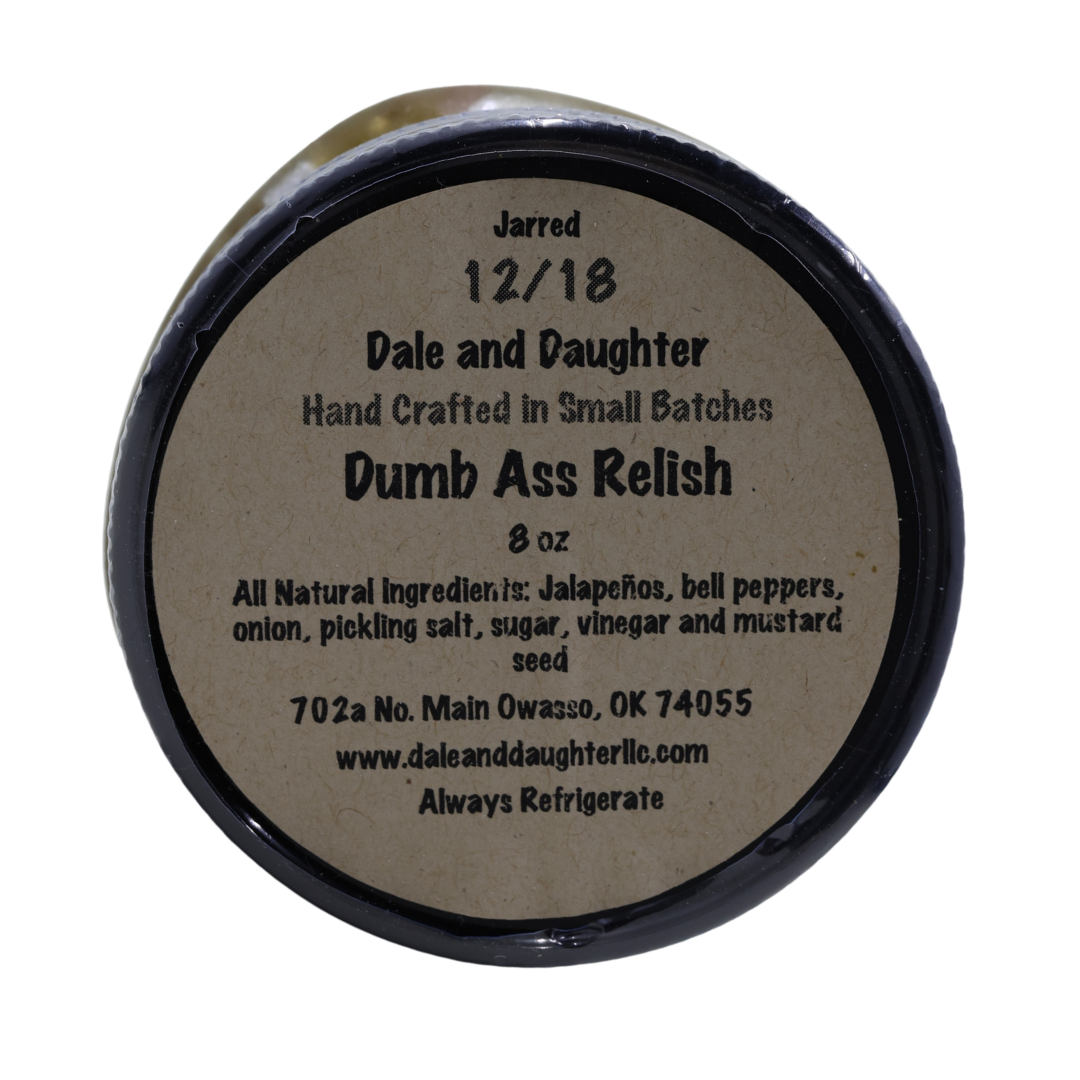 Jarred
12/18
Dale and Daughter
Hand Crafted in Small Batches
Dumb Ass Relish
8 oz
All Natural Ingredients: Jalapeños, bell peppers,
onion, pickling salt, sugar, vinegar and mustard
seed
702a No. Main Owasso, OK 74055
www.daleanddaughterllc.com
Always Refrigerate